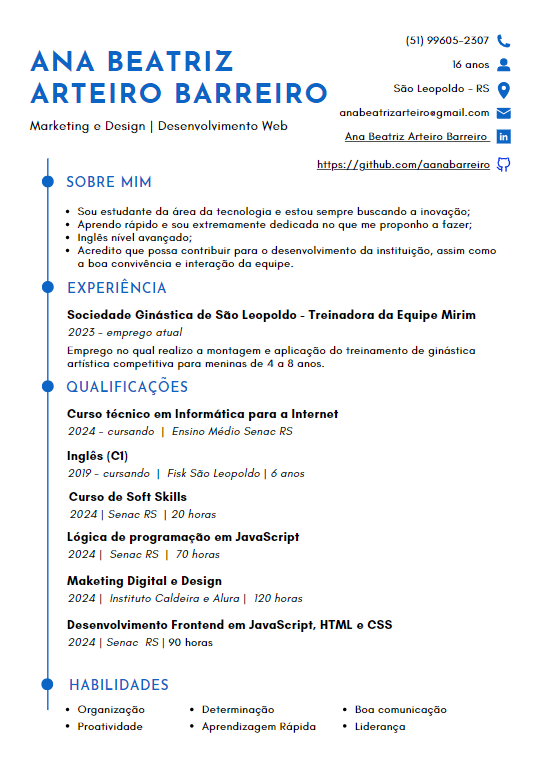 ANA BEATRIZ
ARTEIRO BARREIRO
Marketing e Design | Desenvolvimento Web
(51) 99605-2307
16 anos
São Leopoldo - RS
anabeatrizarteiro@gmail.com
Ana Beatriz Arteiro Barreiro
https://github.com/aanabarreiro
SOBRE MIM
• Sou estudante da área da tecnologia e estou sempre buscando a inovação;
• Aprendo rápido e sou extremamente dedicada no que me proponho a fazer;
• Inglês nível avançado;
• Acredito que possa contribuir para o desenvolvimento da instituição, assim como
a boa convivência e interação da equipe.
EXPERIÊNCIA
Sociedade Ginástica de São Leopoldo - Treinadora da Equipe Mirim
2023 - emprego atual
Emprego no qual realizo a montagem e aplicação do treinamento de ginástica
artística competitiva para meninas de 4 a 8 anos.
QUALIFICAÇÕES
Curso técnico em Informática para a Internet
2024 - cursando | Ensino Médio Senac RS
Inglês (C1)
2019 - cursando | Fisk São Leopoldo | 6 anos
Curso de Soft Skills
2024 | Senac RS | 20 horas
Lógica de programação em JavaScript
2024 | Senac RS | 70 horas
Maketing Digital e Design
2024 | Instituto Caldeira e Alura | 120 horas
Desenvolvimento Frontend em JavaScript, HTML e CSS
2024 | Senac RS | 90 horas
HABILIDADES
• Organização • Determinação • Boa comunicação
• Proatividade • Aprendizagem Rápida • Liderança